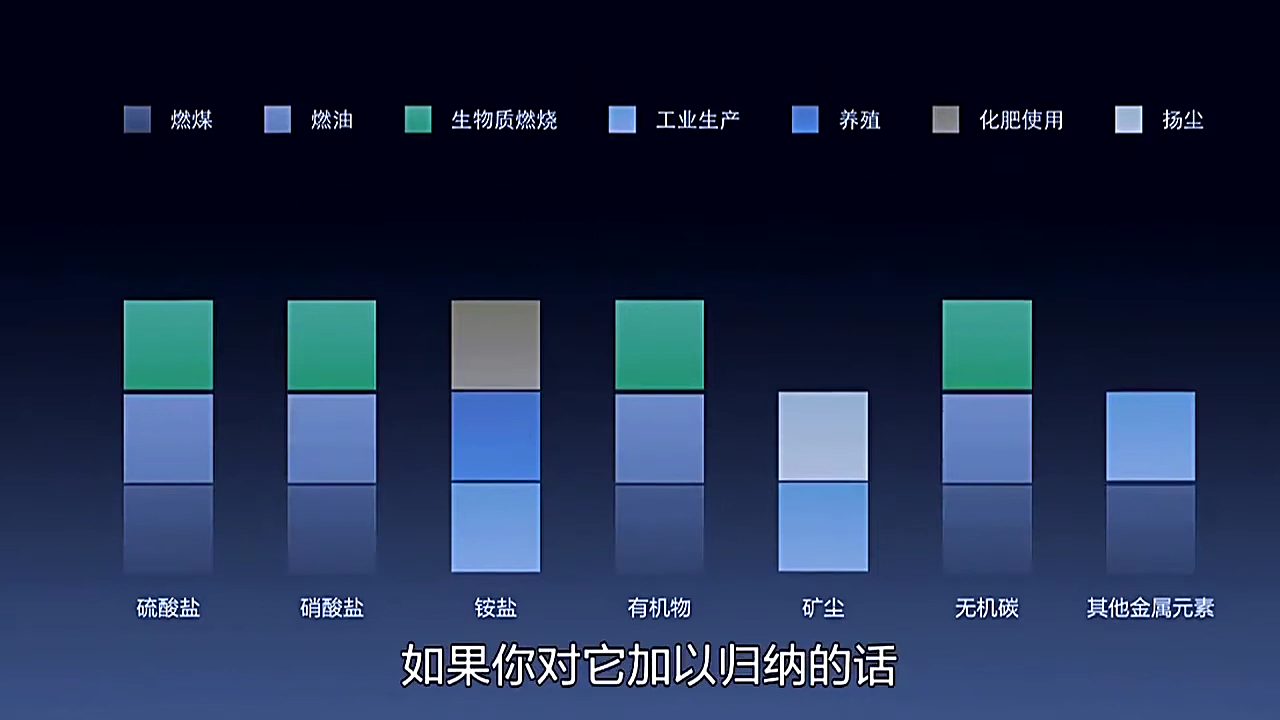 燃煤 燃油 生物质燃烧 工业生产 养殖 化肥使用 扬尘
硫酸盐 硝酸盐 铵盐 有机物 矿尘 无机碳 其他金属元素
如果你对它加以归纳的话